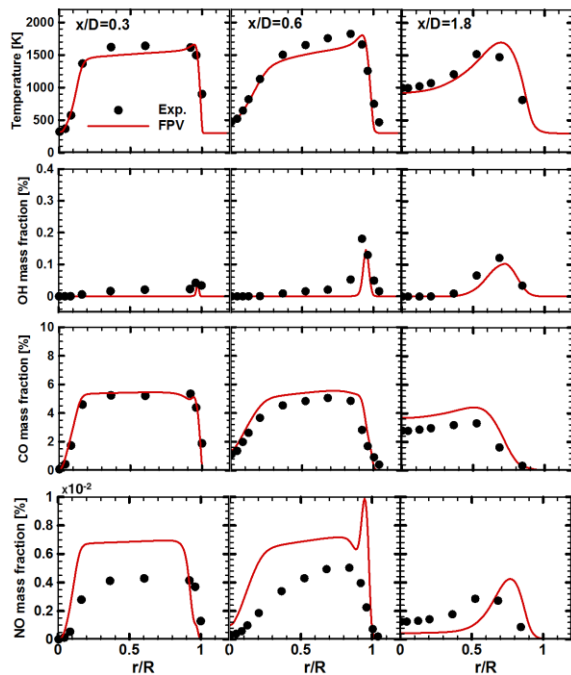 x/D=0.3 x/D=0.6 x/D=1.8
Temperature [K]
2000
1500
1000
500
0
Exp.
FPV
OH mass fraction [%]
0.4
0.3
0.2
0.1
0
CO mass fraction [%]
10
8
6
4
2
0
x10⁻²
NO mass fraction [%]
1
0.8
0.6
0.4
0.2
0
0 0.5 1 0 0.5 1 0 0.5 1
r/R r/R r/R